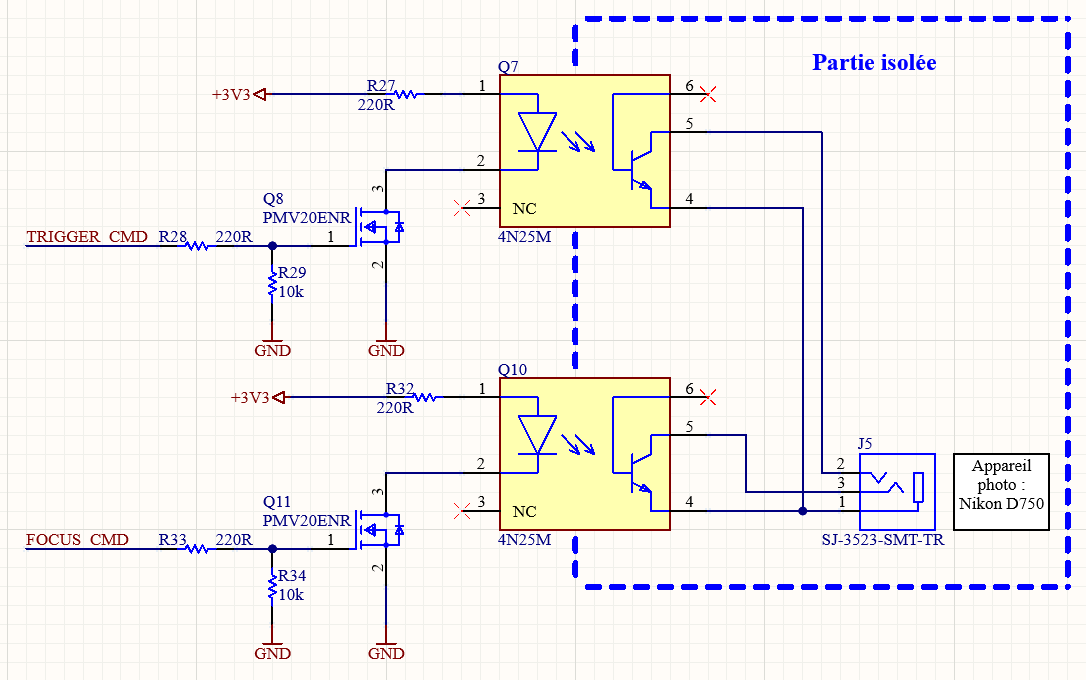 Partie isolée
Q7
+3V3
R27
220R
1
2
3
NC
4N25M
6
5
4
Q8
PMV20ENR
3
1
2
TRIGGER_CMD
R28
220R
R29
10k
GND
GND
Q10
+3V3
R32
220R
1
2
3
NC
4N25M
6
5
4
Q11
PMV20ENR
3
1
2
FOCUS_CMD
R33
220R
R34
10k
GND
GND
J5
2
3
1
SJ-3523-SMT-TR
Appareil
photo :
Nikon D750